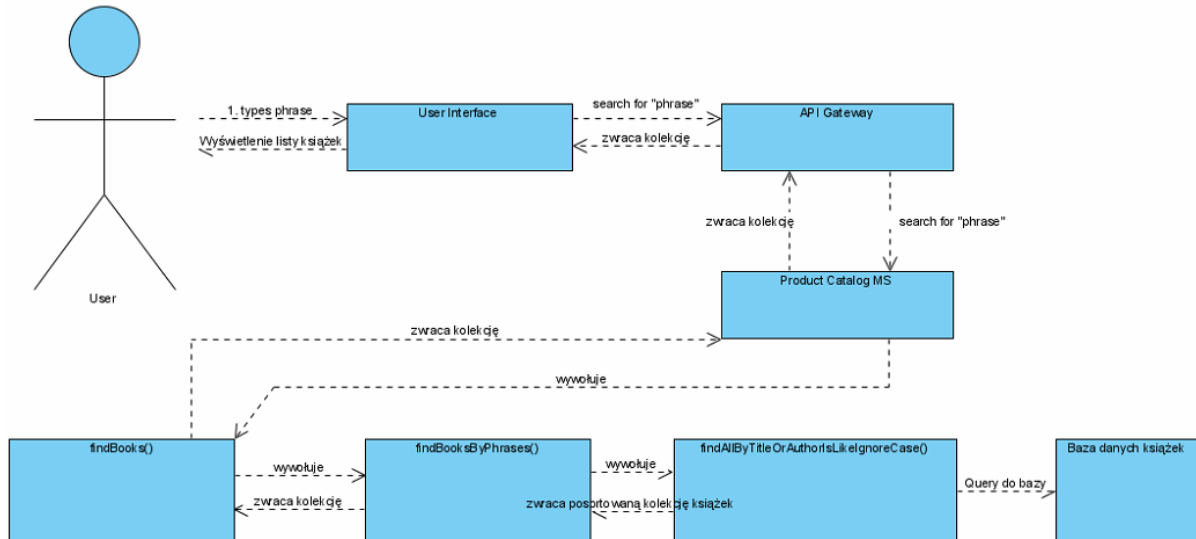 1. types phrase
User Interface
search for "phrase"
API Gateway
Wyświetlenie listy książek
zwraca kolekcję
zwraca kolekcję
search for "phrase"
User
Product Catalog MS
zwraca kolekcję
wywołuje
findBooks()
findBooksByPhrases()
findAllByTitleOrAuthorIsLikeIgnoreCase()
Baza danych książek
wywołuje
wywołuje
Query do bazy
zwraca kolekcję
zwraca posortowaną kolekcję książek